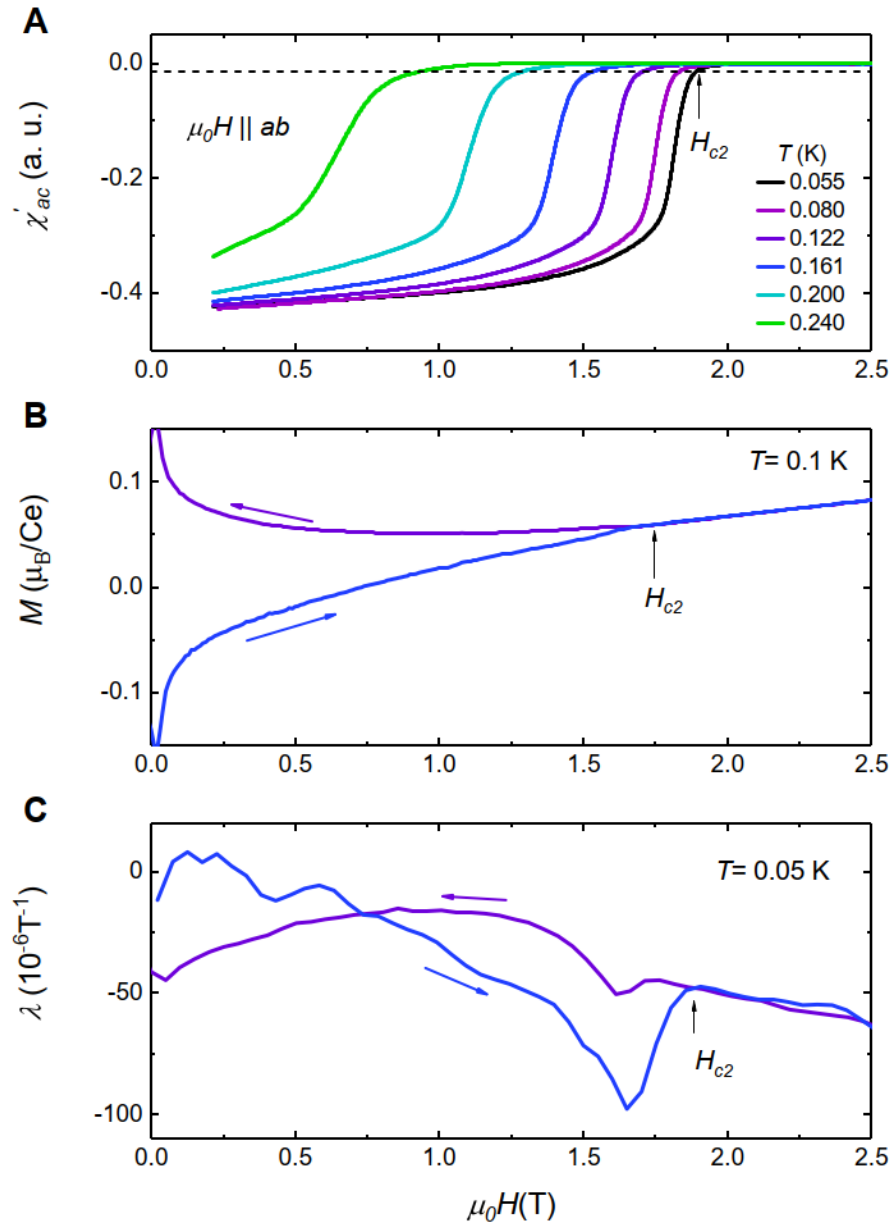 A
χ'ac (a. u.)
0.0
-0.2
-0.4
μ0H || ab
Hc2
T (K)
0.055
0.080
0.122
0.161
0.200
0.240
0.0 0.5 1.0 1.5 2.0 2.5
B
M (μB/Ce)
0.1
0.0
-0.1
T= 0.1 K
Hc2
0.0 0.5 1.0 1.5 2.0 2.5
C
λ (10-6T-1)
0
-50
-100
T= 0.05 K
Hc2
0.0 0.5 1.0 1.5 2.0 2.5
μ0H(T)